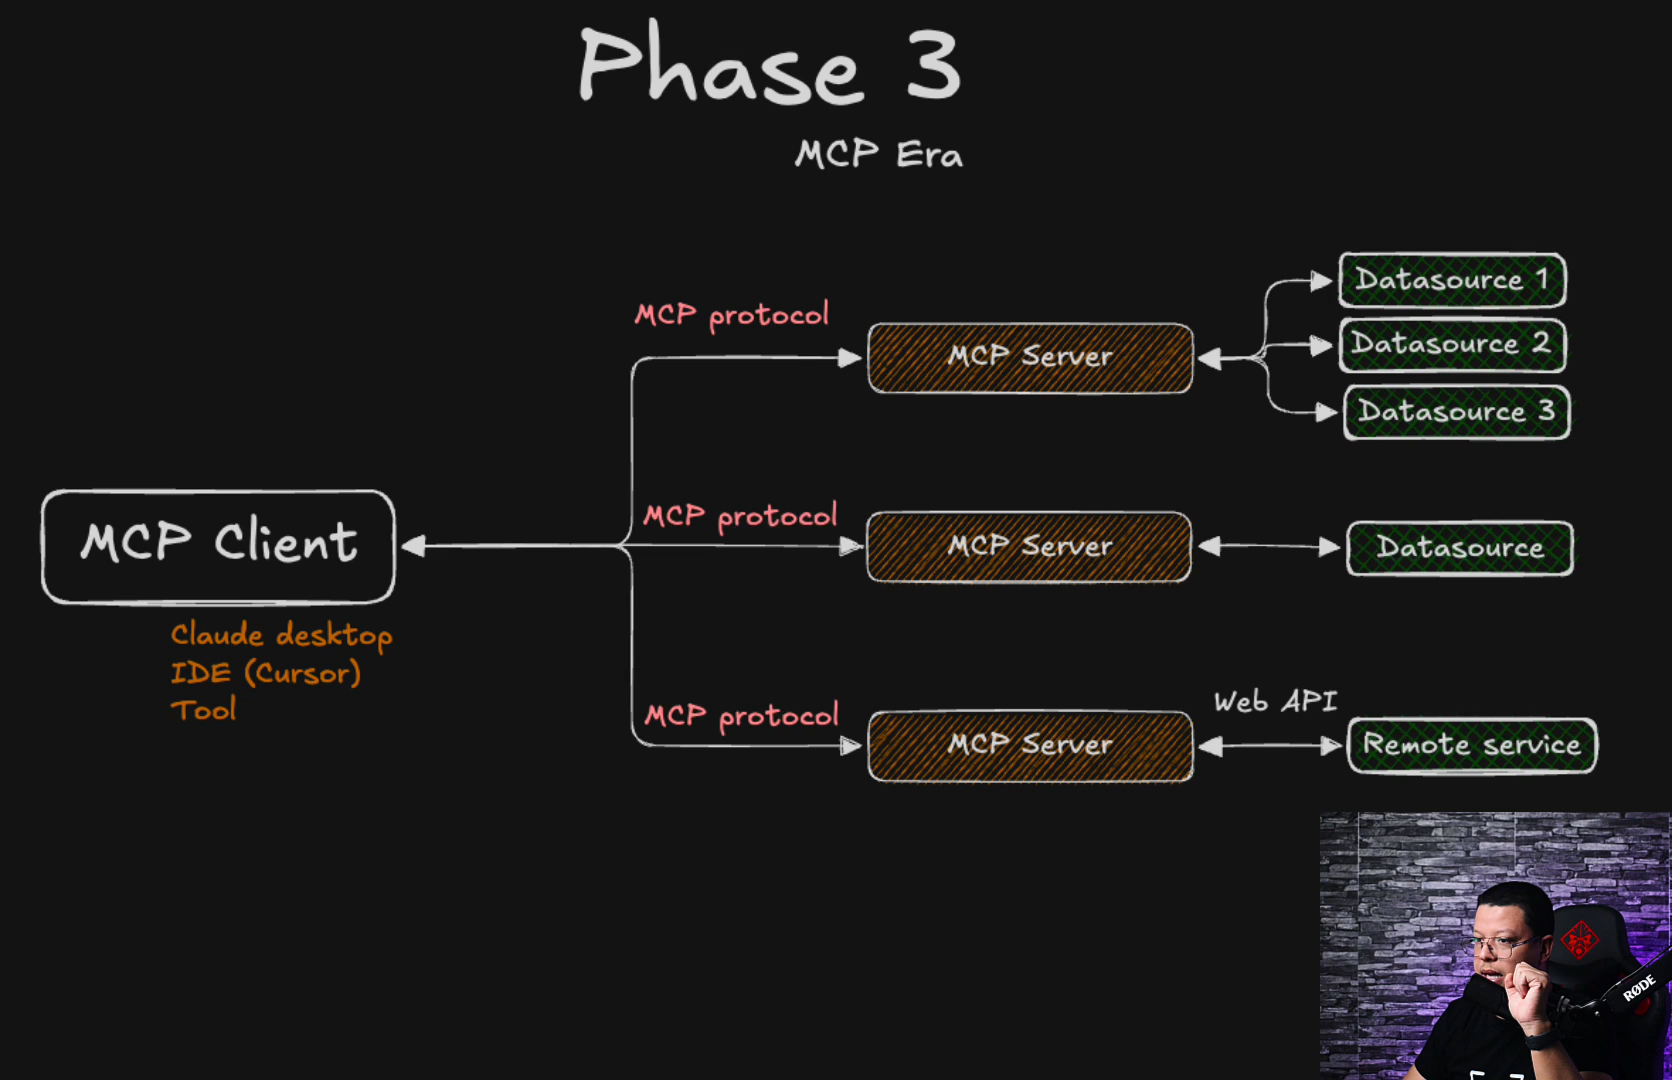 Phase 3
MCP Era
MCP protocol
MCP Server
Datasource 1
Datasource 2
Datasource 3
MCP Client
Claude desktop
IDE (Cursor)
Tool
MCP protocol
MCP Server
Datasource
MCP protocol
MCP Server
Web API
Remote service
RØDE